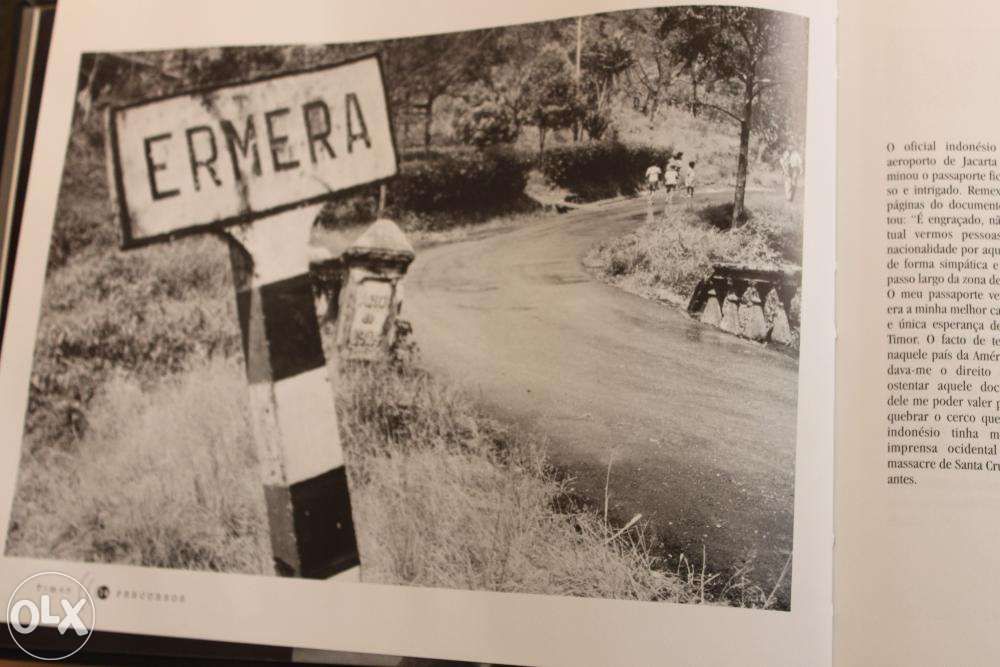 ERMERA
O oficial indonésio
aeroporto de Jacarta
minou o passaporte fic
so e intrigado. Remex
páginas do document
tou: "É engraçado, nã
tual vermos pessoas
nacionalidade por aqu
de forma simpática e
passo largo da zona de
O meu passaporte ve
era a minha melhor ca
e única esperança de
Timor. O facto de te
naquele país da Amér
dava-me o direito
ostentar aquele doc
dele me poder valer p
quebrar o cerco que
indonésio tinha m
imprensa ocidental
massacre de Santa Cru
antes.
timor PERCURSOS
OLX